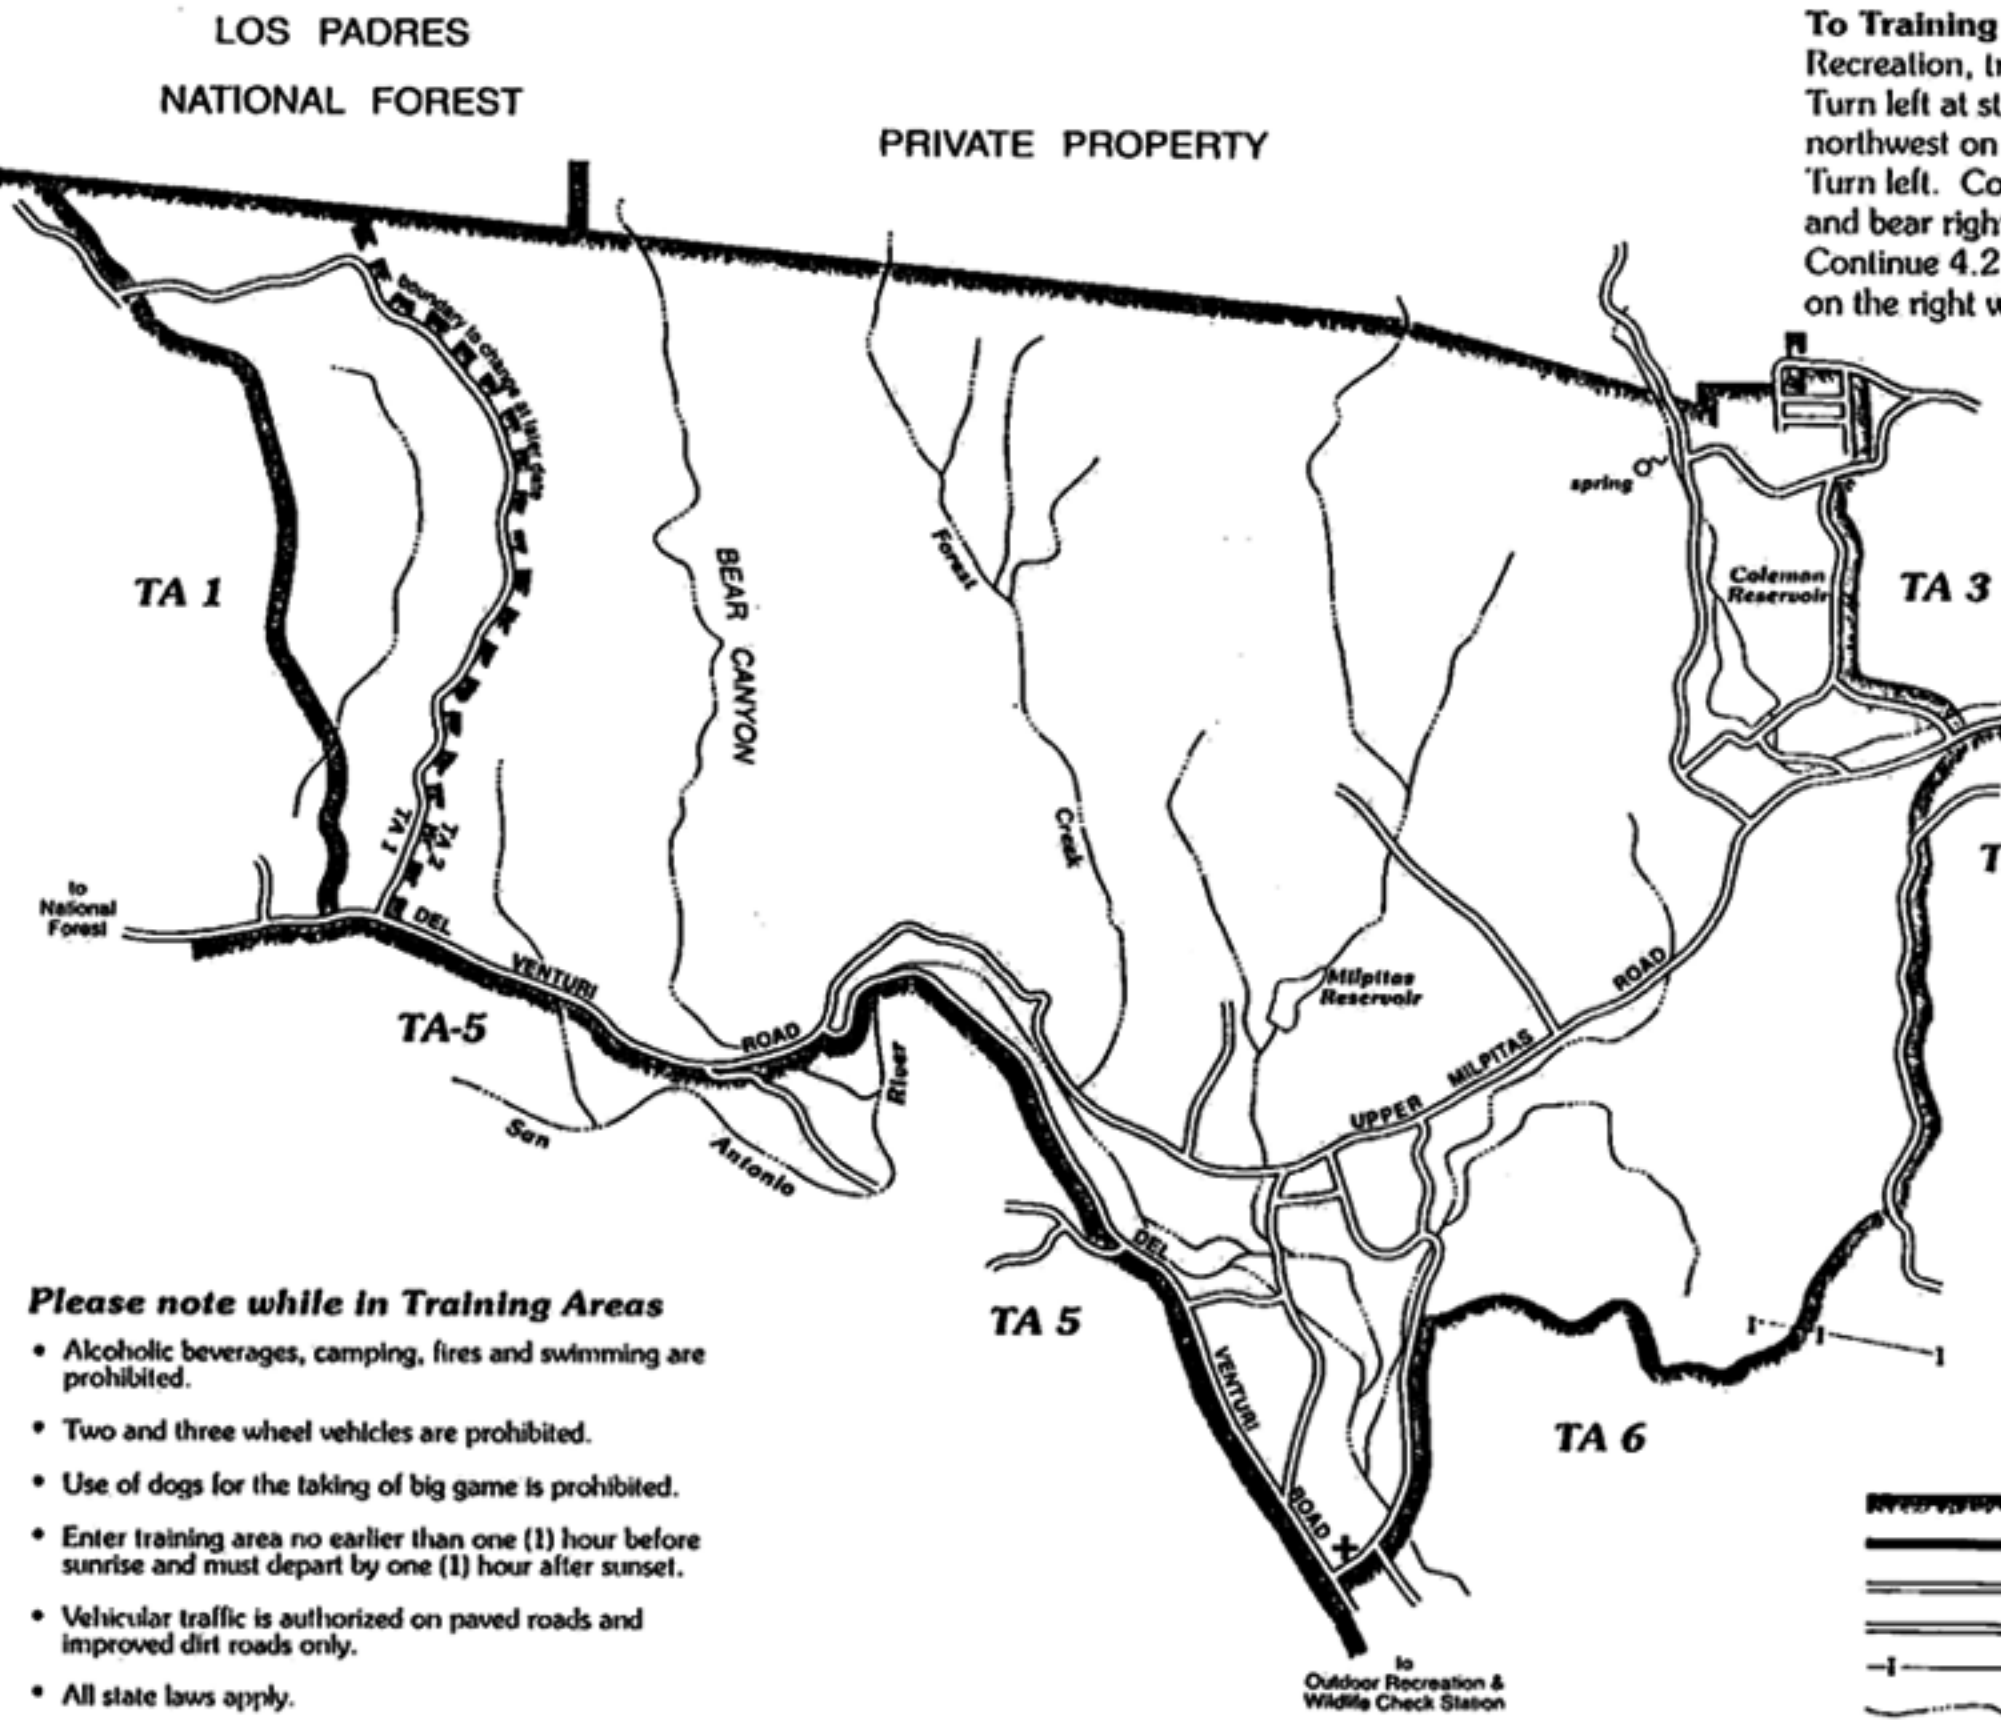 LOS PADRES
NATIONAL FOREST
PRIVATE PROPERTY
To Training
Recreation, tr
Turn left at st
northwest on
Turn left. Co
and bear righ
Continue 4.2
on the right w
boundary to change at later date
spring
Coleman
Reservoir
TA 3
TA 1
BEAR CANYON
Forest
Creek
TA 1
TA 2
T
to
National
Forest
DEL
VENTURI
ROAD
TA-5
River
San
Antonio
Milpitas
Reservoir
UPPER
MILPITAS
ROAD
DEL
VENTURI
ROAD
TA 5
TA 6
to
Outdoor Recreation &
Wildlife Check Station
Please note while in Training Areas
• Alcoholic beverages, camping, fires and swimming are
prohibited.
• Two and three wheel vehicles are prohibited.
• Use of dogs for the taking of big game is prohibited.
• Enter training area no earlier than one (1) hour before
sunrise and must depart by one (1) hour after sunset.
• Vehicular traffic is authorized on paved roads and
improved dirt roads only.
• All state laws apply.